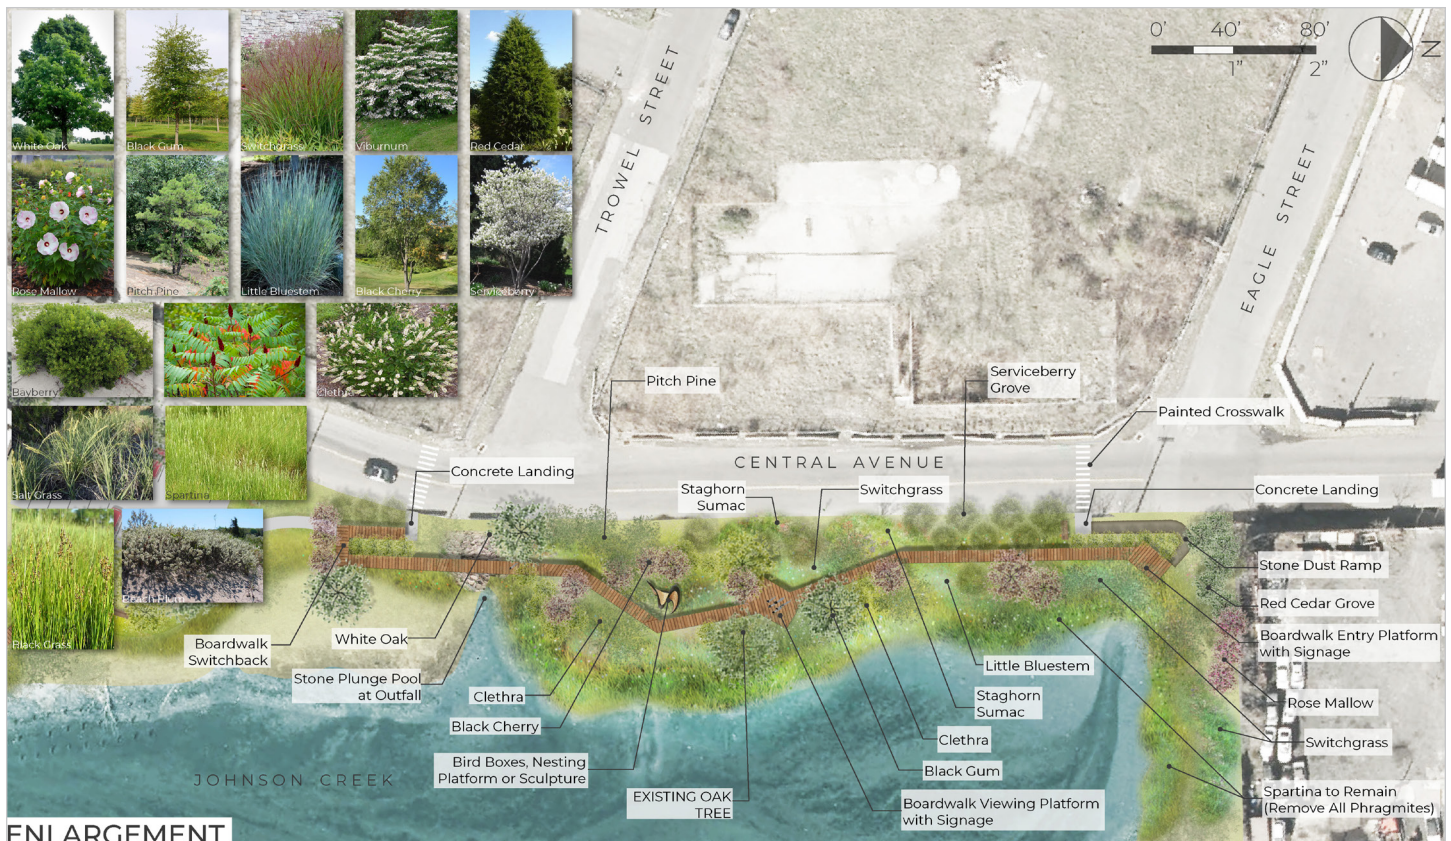 0' 40' 80'
1" 2"
Z
White Oak
Black Gum
Switchgrass
Viburnum
Red Cedar
Rose Mallow
Pitch Pine
Little Bluestem
Black Cherry
Serviceberry
Bayberry
Clethra
Salt Grass
Spartina
Black Grass
Beach Plum
TROWEL STREET
EAGLE STREET
CENTRAL AVENUE
Pitch Pine
Serviceberry
Grove
Painted Crosswalk
Concrete Landing
Staghorn
Sumac
Switchgrass
Concrete Landing
Stone Dust Ramp
Red Cedar Grove
Boardwalk Entry Platform
with Signage
Rose Mallow
Switchgrass
Spartina to Remain
(Remove All Phragmites)
Boardwalk
Switchback
White Oak
Stone Plunge Pool
at Outfall
Clethra
Black Cherry
Bird Boxes, Nesting
Platform or Sculpture
EXISTING OAK
TREE
Little Bluestem
Staghorn
Sumac
Clethra
Black Gum
Boardwalk Viewing Platform
with Signage
JOHNSON CREEK
ENLARGEMENT